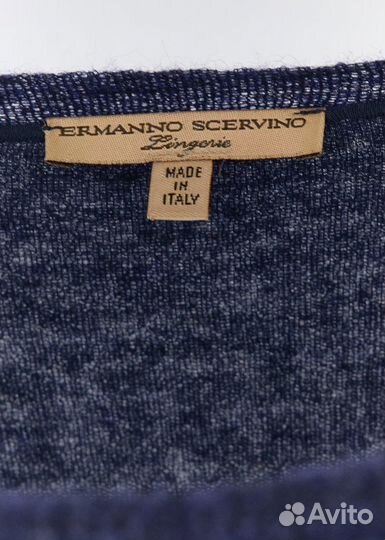 ERMANNO SCERVINO
Lingerie
MADE
IN
ITALY
Avito